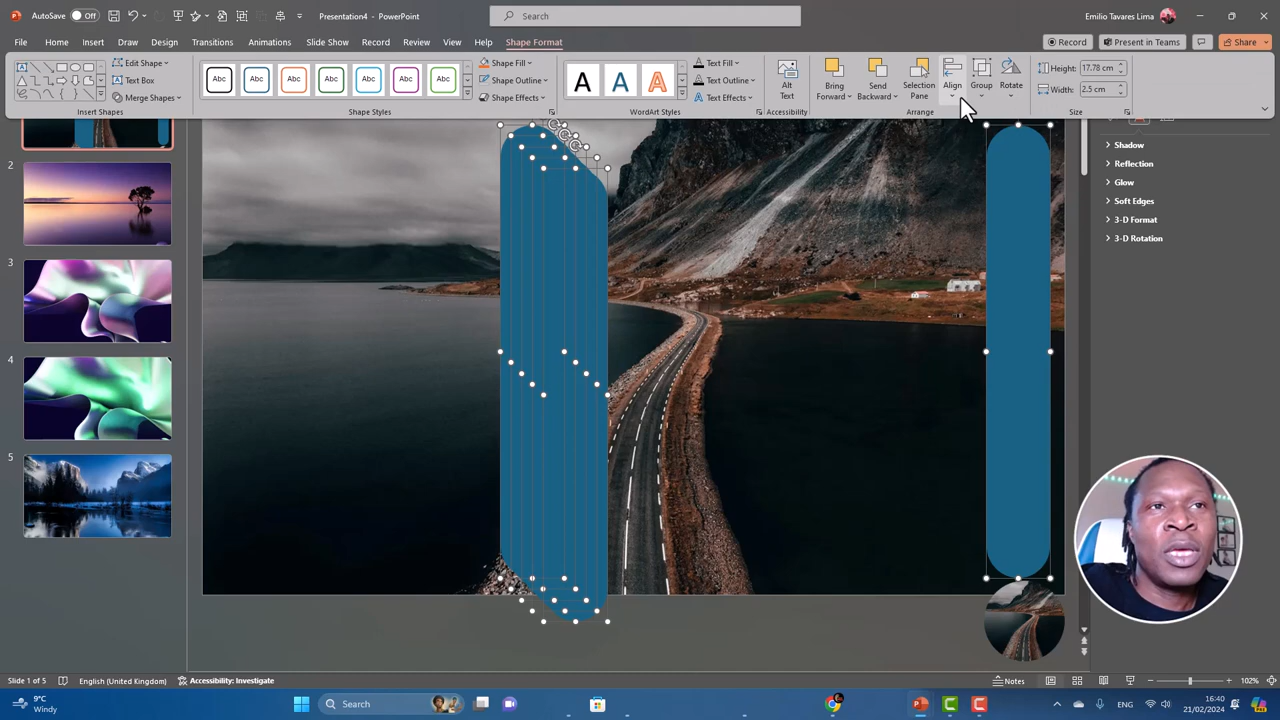 AutoSave Off Presentation4 - PowerPoint Search Emilio Tavares Lima
File Home Insert Draw Design Transitions Animations Slide Show Record Review View Help Shape Format Record Present in Teams Share
Edit Shape
Text Box
Merge Shapes
Insert Shapes
Abc Abc Abc Abc Abc Abc Abc
Shape Styles
Shape Fill
Shape Outline
Shape Effects
A A A
WordArt Styles
Text Fill
Text Outline
Text Effects
Alt Text
Accessibility
Bring Forward
Send Backward
Selection Pane
Align
Group
Rotate
Arrange
Height: 17.78 cm
Width: 2.5 cm
Size
2
3
4
5
Shadow
Reflection
Glow
Soft Edges
3-D Format
3-D Rotation
Slide 1 of 5 English (United Kingdom) Accessibility: Investigate Notes 102%
9°C
Windy
Search
ENG
16:40
21/02/2024